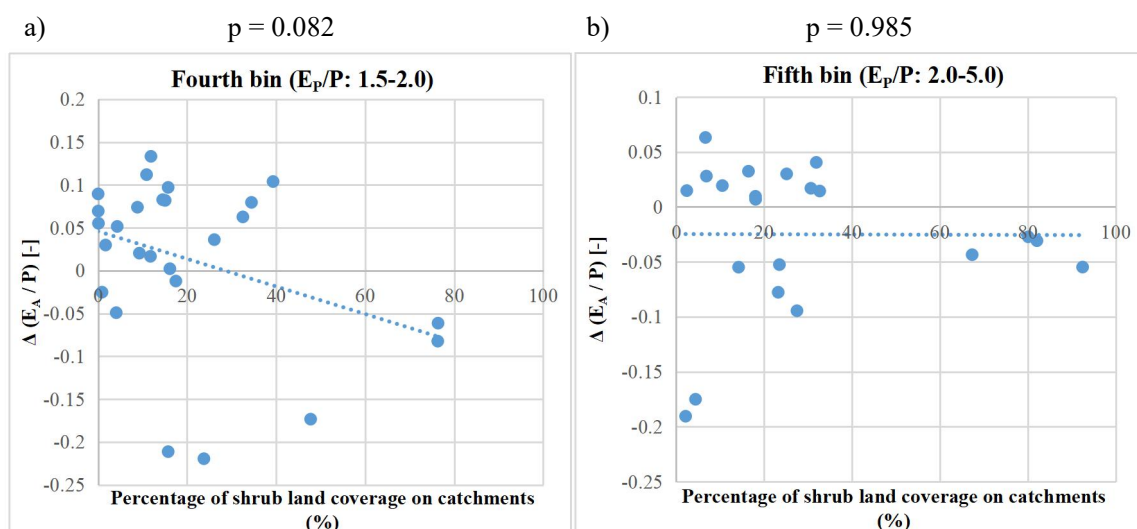 a) p = 0.082
Fourth bin (EP/P: 1.5-2.0)
0.2
0.15
0.1
0.05
0
-0.05
-0.1
-0.15
-0.2
-0.25
0 20 40 60 80 100
Δ (EA / P) [-]
Percentage of shrub land coverage on catchments
(%)
b) p = 0.985
Fifth bin (EP/P: 2.0-5.0)
0.1
0.05
0
-0.05
-0.1
-0.15
-0.2
-0.25
0 20 40 60 80 100
Δ (EA / P) [-]
Percentage of shrub land coverage on catchments
(%)